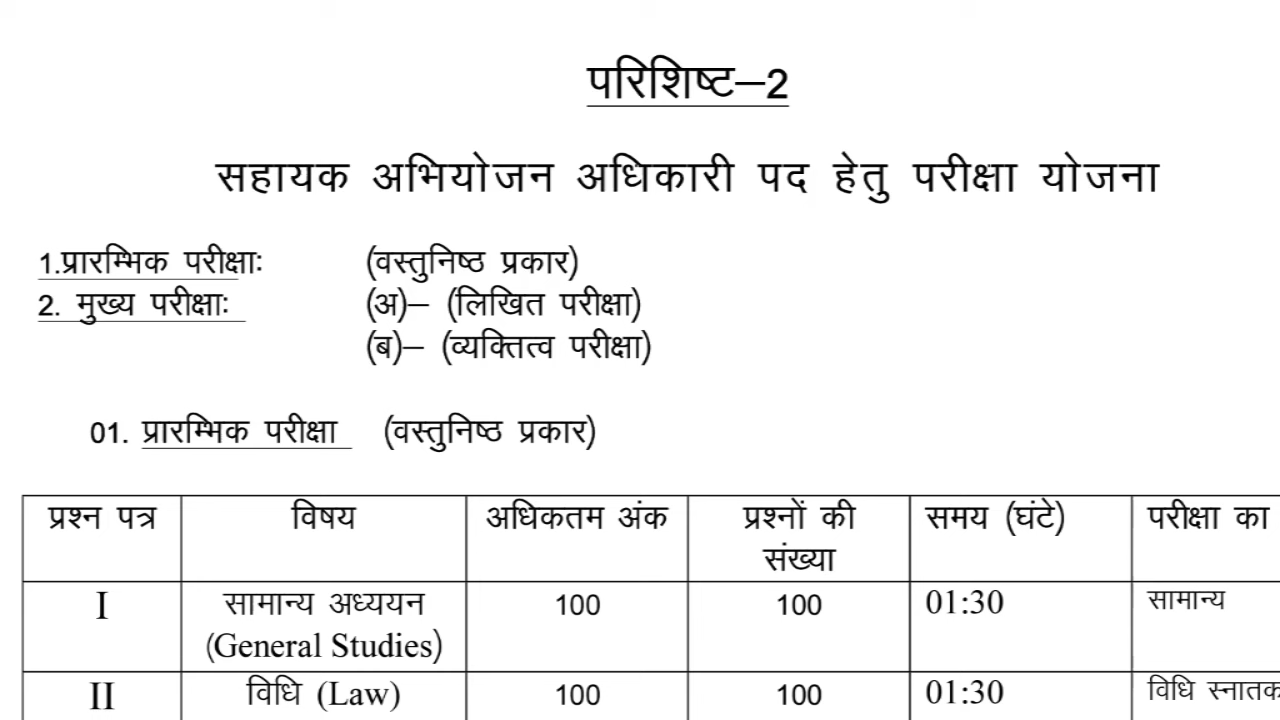 परिशिष्ट–2
सहायक अभियोजन अधिकारी पद हेतु परीक्षा योजना
1.प्रारम्भिक परीक्षाः (वस्तुनिष्ठ प्रकार)
2. मुख्य परीक्षाः (अ)– (लिखित परीक्षा)
(ब)– (व्यक्तित्व परीक्षा)
01. प्रारम्भिक परीक्षा (वस्तुनिष्ठ प्रकार)
प्रश्न पत्र विषय अधिकतम अंक प्रश्नों की समय (घंटे) परीक्षा का
संख्या
I सामान्य अध्ययन 100 100 01:30 सामान्य
(General Studies)
II विधि (Law) 100 100 01:30 विधि स्नातक